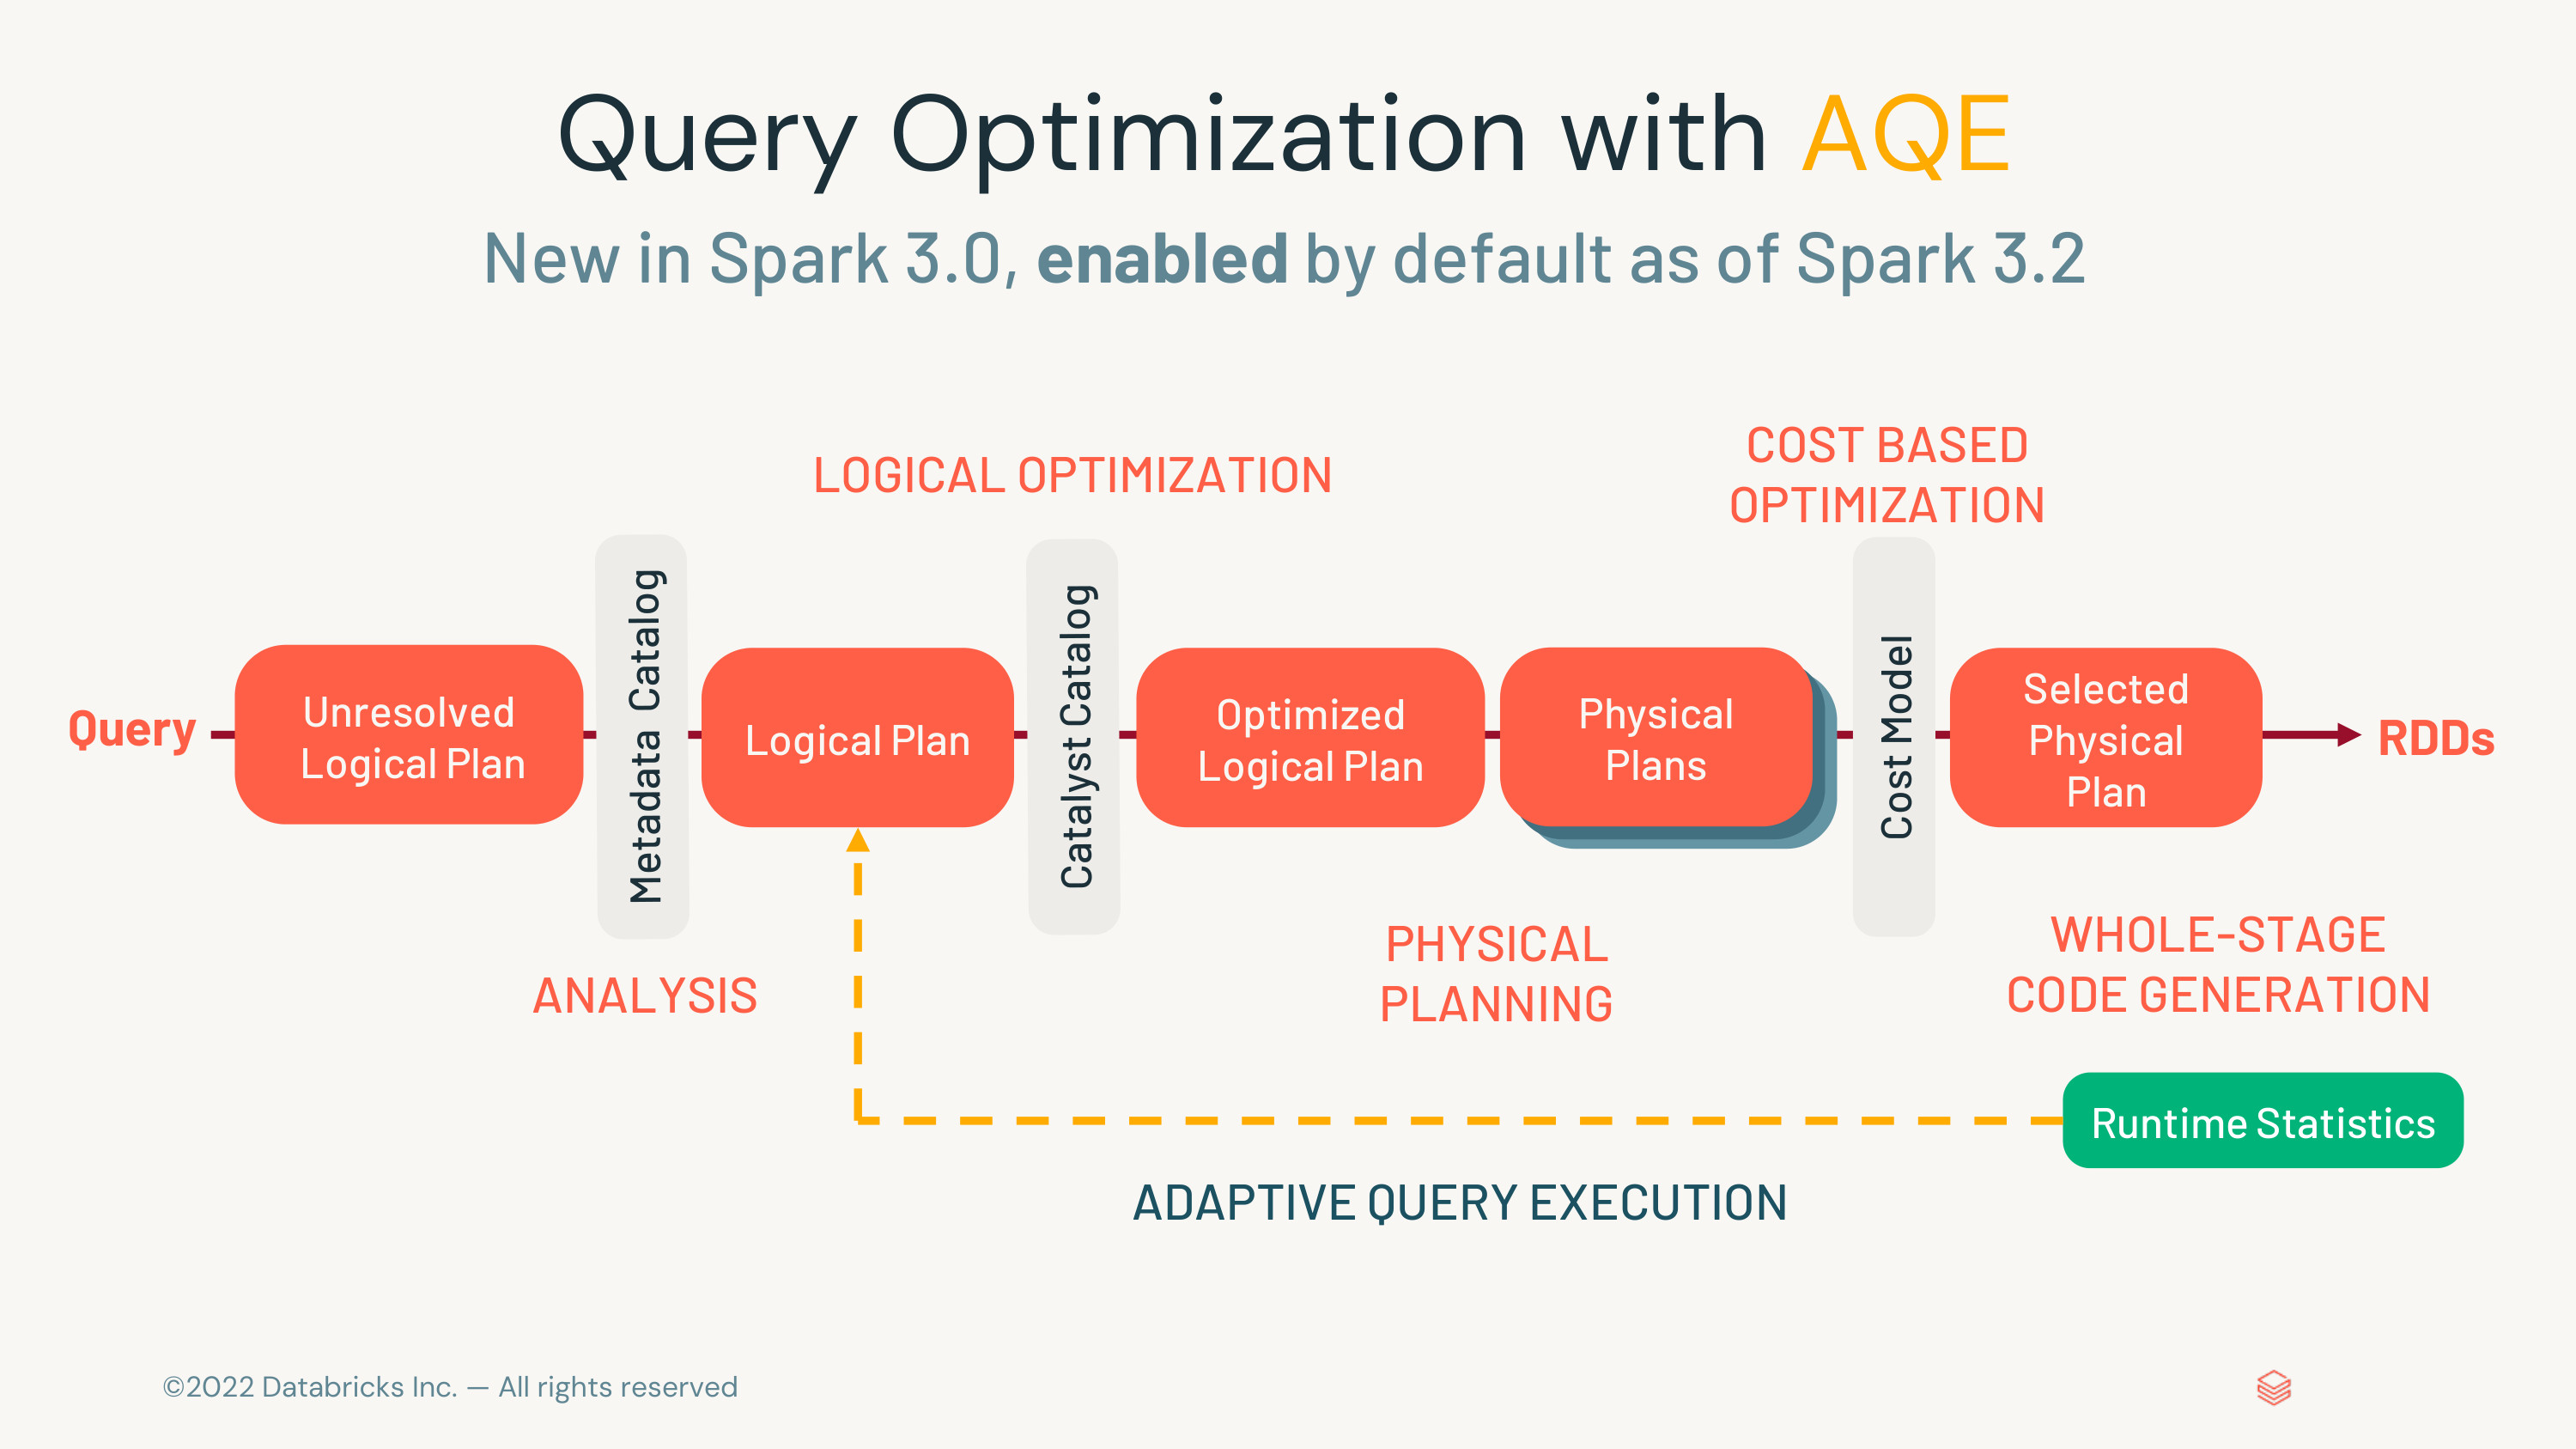 Query Optimization with AQE
New in Spark 3.0, enabled by default as of Spark 3.2
LOGICAL OPTIMIZATION
COST BASED
OPTIMIZATION
Query
Unresolved
Logical Plan
Metadata Catalog
Logical Plan
Catalyst Catalog
Optimized
Logical Plan
Physical
Plans
Cost Model
Selected
Physical
Plan
RDDs
ANALYSIS
PHYSICAL
PLANNING
WHOLE-STAGE
CODE GENERATION
Runtime Statistics
ADAPTIVE QUERY EXECUTION
©2022 Databricks Inc. — All rights reserved